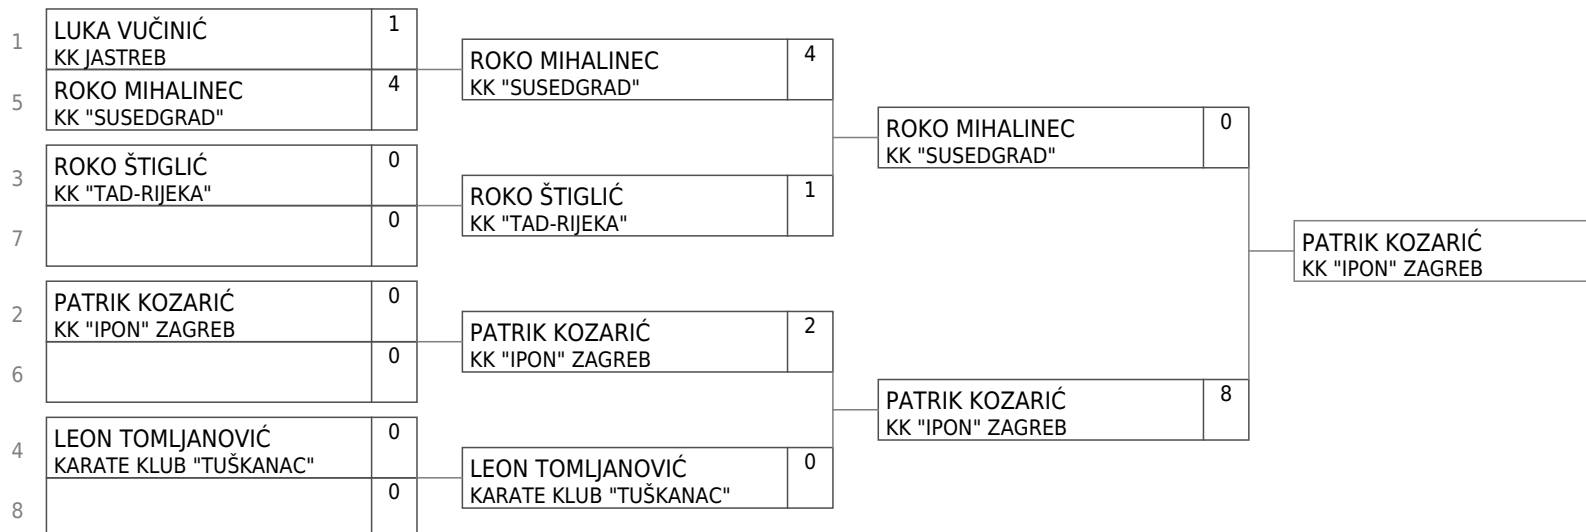 1
LUKA VUČINIĆ
1
KK JASTREB
5
ROKO MIHALINEC
4
KK "SUSEDGRAD"
3
ROKO ŠTIGLIĆ
0
KK "TAD-RIJEKA"
7
0
2
PATRIK KOZARIĆ
0
KK "IPON" ZAGREB
6
0
4
LEON TOMLJANOVIĆ
0
KARATE KLUB "TUŠKANAC"
8
0
ROKO MIHALINEC
4
KK "SUSEDGRAD"
ROKO ŠTIGLIĆ
1
KK "TAD-RIJEKA"
PATRIK KOZARIĆ
2
KK "IPON" ZAGREB
LEON TOMLJANOVIĆ
0
KARATE KLUB "TUŠKANAC"
ROKO MIHALINEC
0
KK "SUSEDGRAD"
PATRIK KOZARIĆ
8
KK "IPON" ZAGREB
PATRIK KOZARIĆ
KK "IPON" ZAGREB